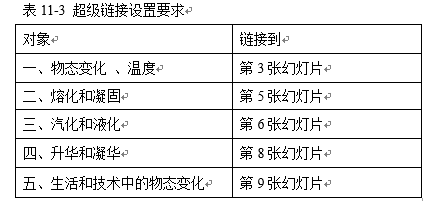 表 11-3 超级链接设置要求
对象 链接到
一、物态变化 、温度 第 3 张幻灯片
二、熔化和凝固 第 5 张幻灯片
三、汽化和液化 第 6 张幻灯片
四、升华和凝华 第 8 张幻灯片
五、生活和技术中的物态变化 第 9 张幻灯片